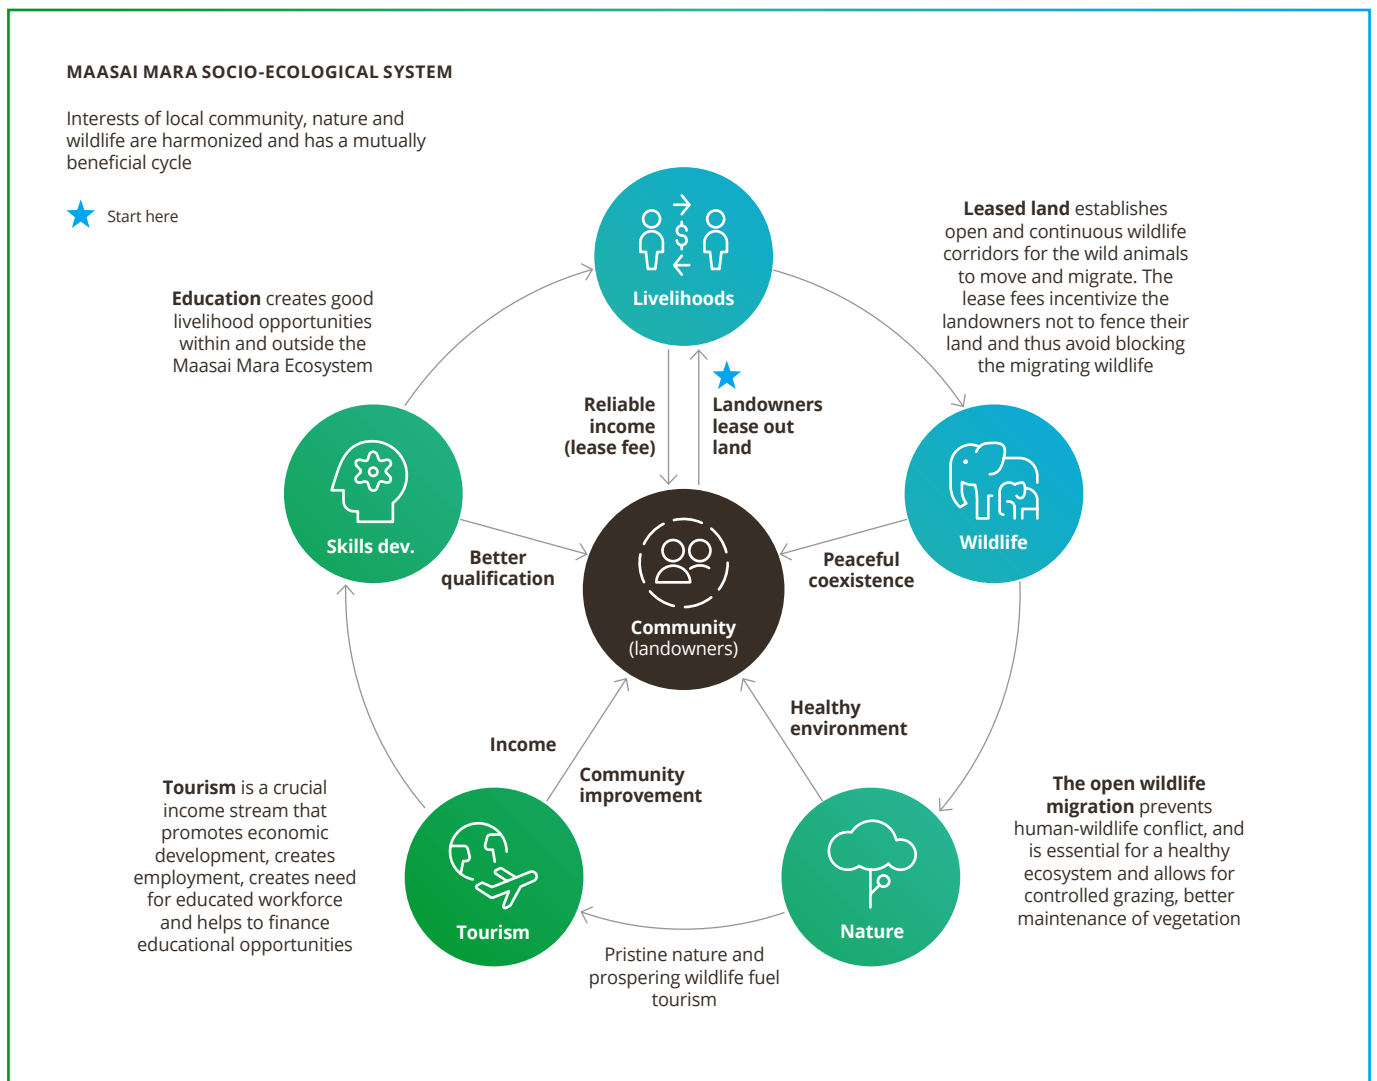 MAASAI MARA SOCIO-ECOLOGICAL SYSTEM
Interests of local community, nature and
wildlife are harmonized and has a mutually
beneficial cycle
Start here
Livelihoods
Leased land establishes
open and continuous wildlife
corridors for the wild animals
to move and migrate. The
lease fees incentivize the
landowners not to fence their
land and thus avoid blocking
the migrating wildlife
Education creates good
livelihood opportunities
within and outside the
Maasai Mara Ecosystem
Reliable
income
(lease fee)
Landowners
lease out
land
Skills dev.
Better
qualification
Wildlife
Peaceful
coexistence
Community
(landowners)
Healthy
environment
Income
Community
improvement
Tourism is a crucial
income stream that
promotes economic
development, creates
employment, creates need
for educated workforce
and helps to finance
educational opportunities
Tourism
Nature
The open wildlife
migration prevents
human-wildlife conflict, and
is essential for a healthy
ecosystem and allows for
controlled grazing, better
maintenance of vegetation
Pristine nature and
prospering wildlife fuel
tourism
$